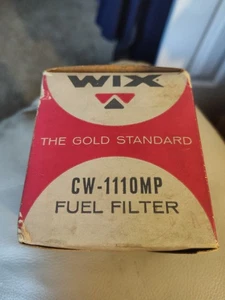 WIX
THE GOLD STANDARD
CW-1110MP
FUEL FILTER